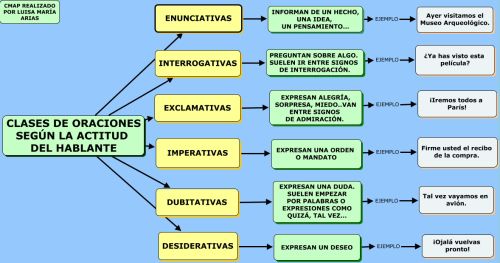 CMAP REALIZADO
POR LUISA MARÍA
ARIAS
CLASES DE ORACIONES
SEGÚN LA ACTITUD
DEL HABLANTE
ENUNCIATIVAS
INFORMAN DE UN HECHO,
UNA IDEA,
UN PENSAMIENTO...
EJEMPLO
Ayer visitamos el
Museo Arqueológico.
INTERROGATIVAS
PREGUNTAN SOBRE ALGO.
SUELEN IR ENTRE SIGNOS
DE INTERROGACIÓN.
EJEMPLO
¿Ya has visto esta
película?
EXCLAMATIVAS
EXPRESAN ALEGRÍA,
SORPRESA, MIEDO..VAN
ENTRE SIGNOS
DE ADMIRACIÓN.
EJEMPLO
¡Iremos todos a
París!
IMPERATIVAS
EXPRESAN UNA ORDEN
O MANDATO
EJEMPLO
Firme usted el recibo
de la compra.
DUBITATIVAS
EXPRESAN UNA DUDA.
SUELEN EMPEZAR
POR PALABRAS O
EXPRESIONES COMO
QUIZÁ, TAL VEZ...
EJEMPLO
Tal vez vayamos en
avión.
DESIDERATIVAS
EXPRESAN UN DESEO
EJEMPLO
¡Ojalá vuelvas
pronto!